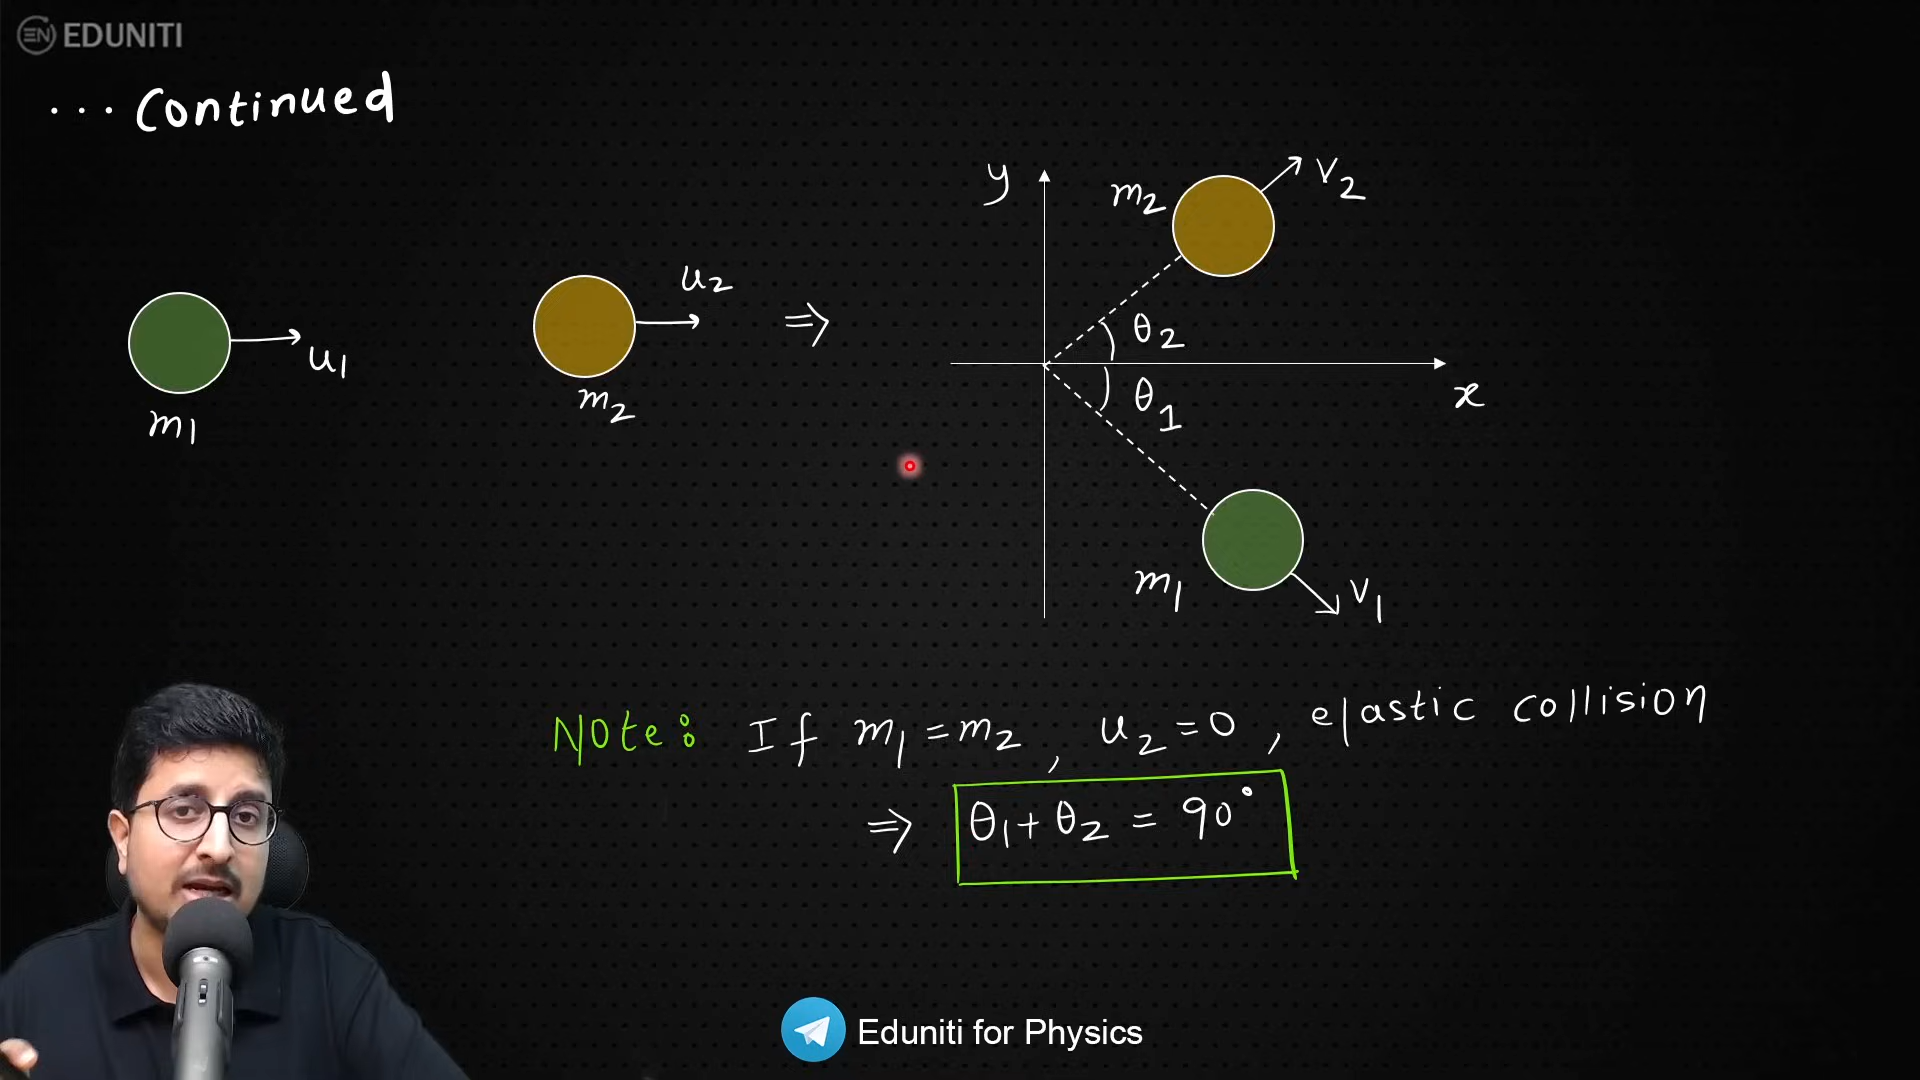 EN EDUNITI
... Continued
y
m₂
v₂
u₂
⇒
θ₂
u₁
m₂
θ₁
x
m₁
m₁
v₁
Note: If m₁ = m₂, u₂ = 0, elastic collision
⇒ θ₁ + θ₂ = 90°
Eduniti for Physics